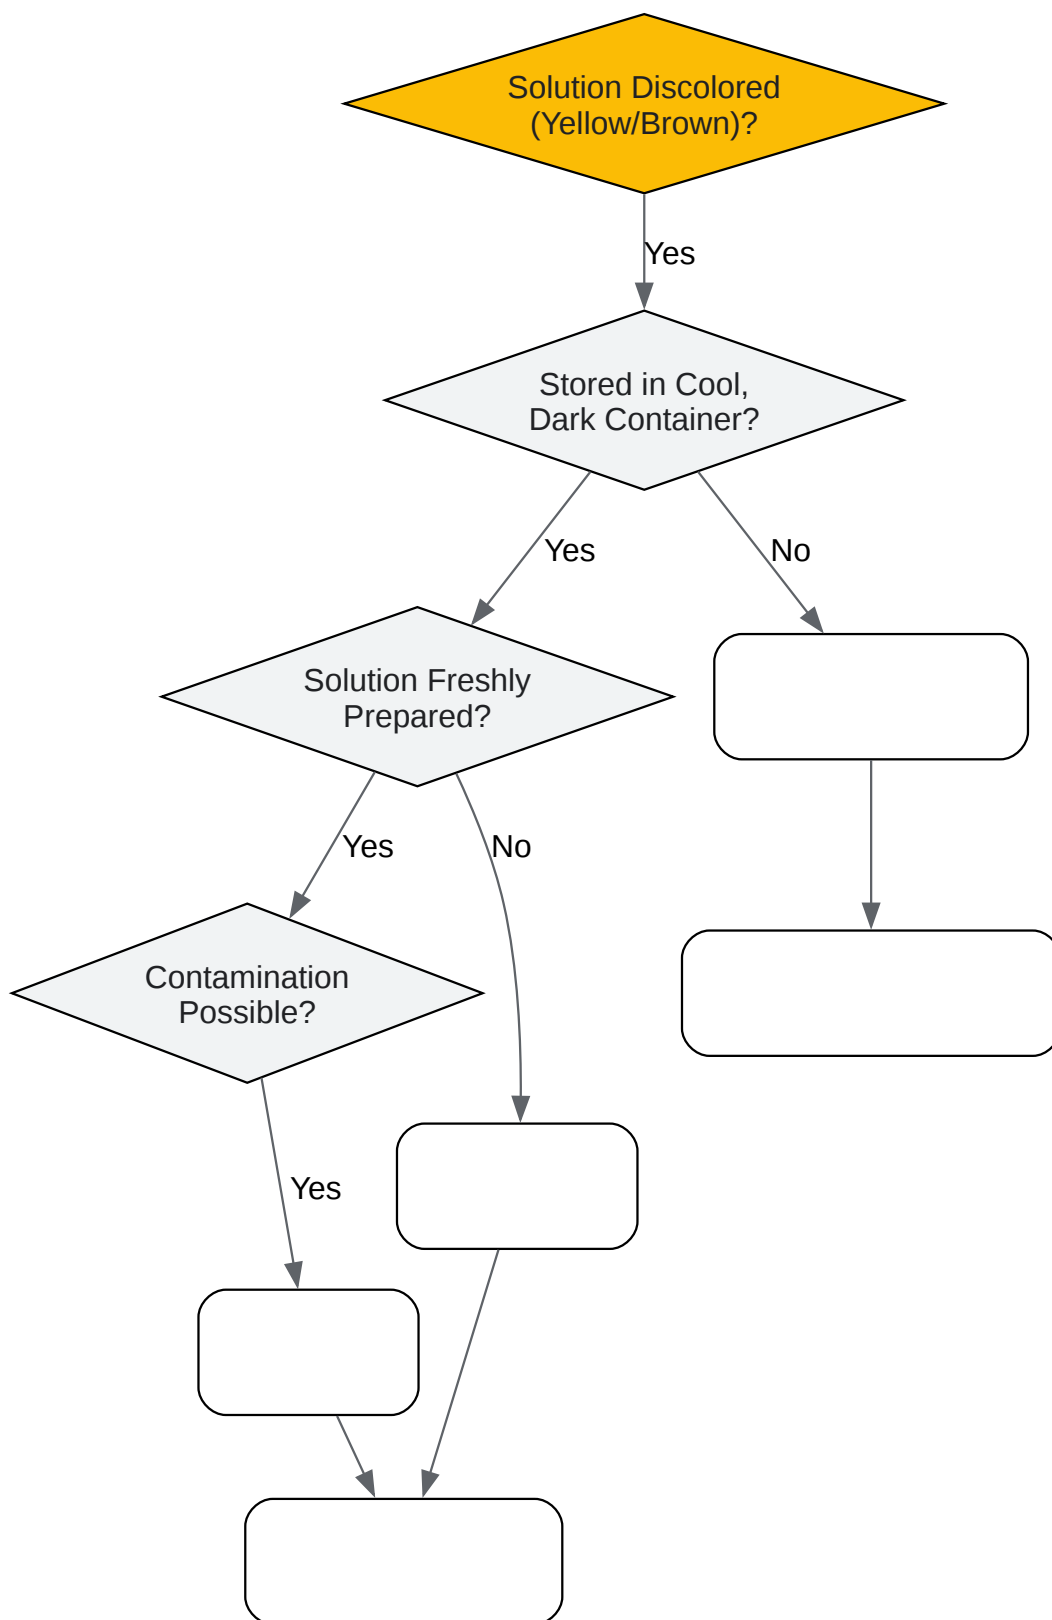 Solution Discolored
(Yellow/Brown)?
Yes
Stored in Cool,
Dark Container?
Yes
No
Solution Freshly
Prepared?
Yes
No
Contamination
Possible?
Yes